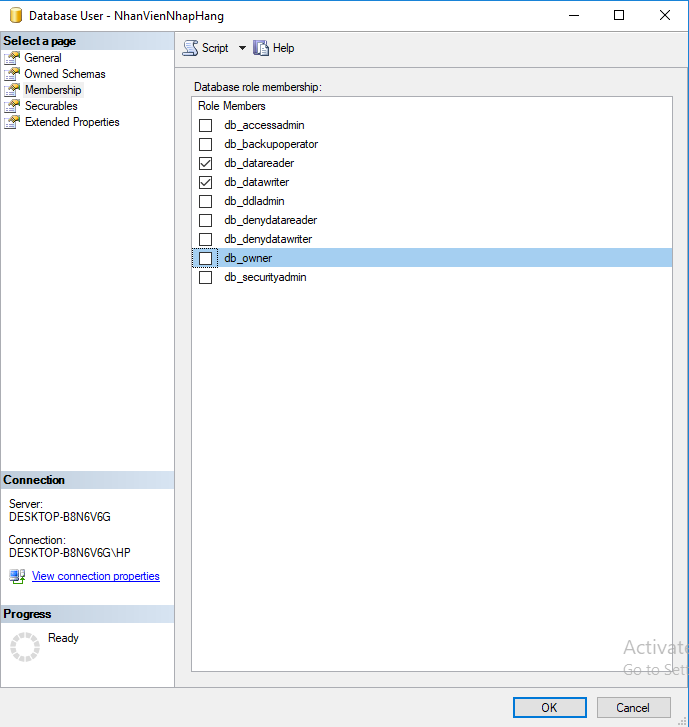 Database User - NhanVienNhapHang
Select a page
General
Owned Schemas
Membership
Securables
Extended Properties
Script
Help
Database role membership:
Role Members
db_accessadmin
db_backupoperator
db_datareader
db_datawriter
db_ddladmin
db_denydatareader
db_denydatawriter
db_owner
db_securityadmin
Connection
Server:
DESKTOP-B8N6V6G
Connection:
DESKTOP-B8N6V6G\HP
View connection properties
Progress
Ready
Activate
Go to Set
OK
Cancel